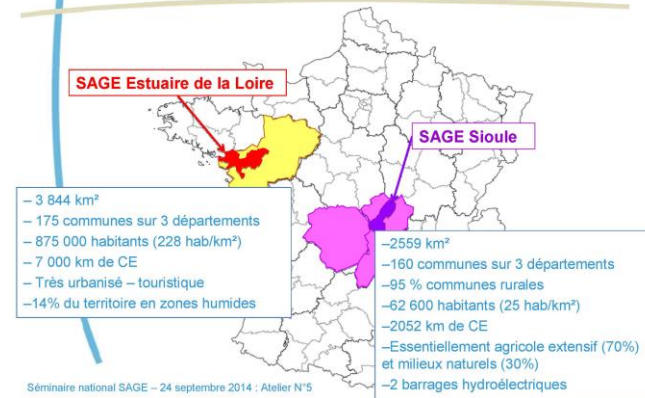 SAGE Estuaire de la Loire
SAGE Sioule
– 3 844 km²
– 175 communes sur 3 départements
– 875 000 habitants (228 hab/km²)
– 7 000 km de CE
– Très urbanisé – touristique
–14% du territoire en zones humides
–2559 km²
–160 communes sur 3 départements
–95 % communes rurales
–62 600 habitants (25 hab/km²)
–2052 km de CE
–Essentiellement agricole extensif (70%)
et milieux naturels (30%)
–2 barrages hydroélectriques
Séminaire national SAGE – 24 septembre 2014 : Atelier N°5